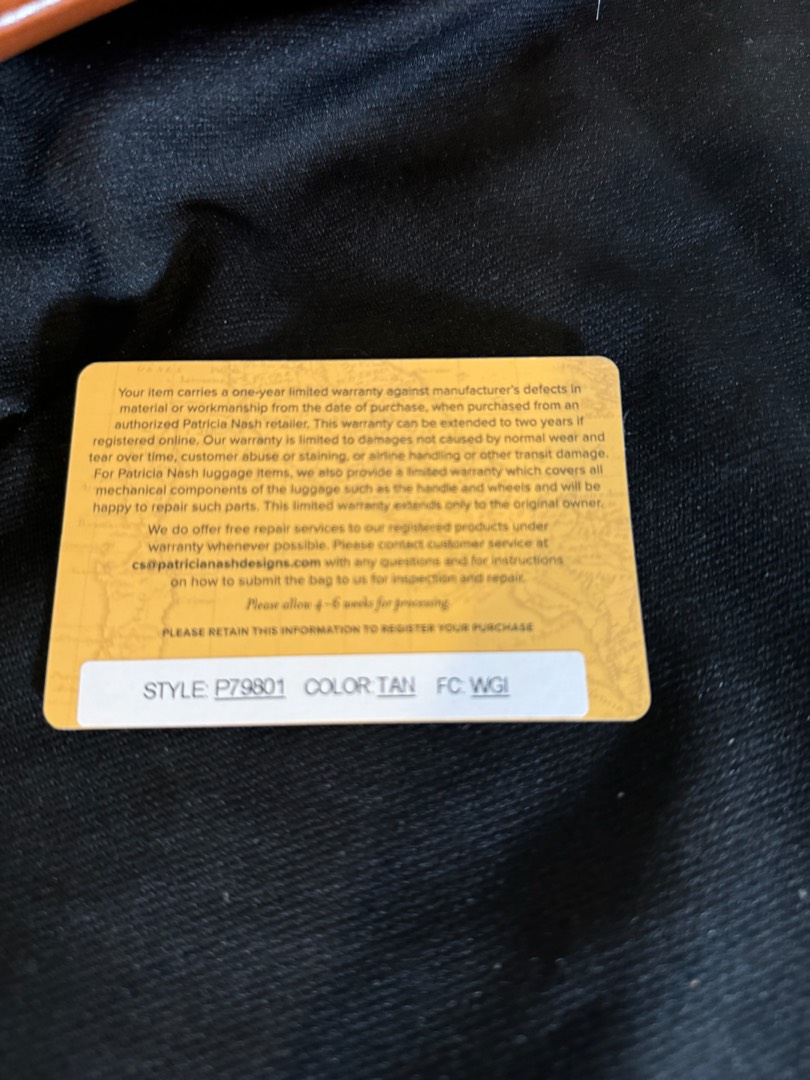 Your item carries a one-year limited warranty against manufacturer's defects in
material or workmanship from the date of purchase, when purchased from an
authorized Patricia Nash retailer. This warranty can be extended to two years if
registered online. Our warranty is limited to damages not caused by normal wear and
tear over time, customer abuse or staining, or airline handling or other transit damage.
For Patricia Nash luggage items, we also provide a limited warranty which covers all
mechanical components of the luggage such as the handle and wheels and will be
happy to repair such parts. This limited warranty extends only to the original owner.
We do offer free repair services to our registered products under
warranty whenever possible. Please contact customer service at
cs@patricianashdesigns.com with any questions and for instructions
on how to submit the bag to us for inspection and repair.
Please allow 4-6 weeks for processing.
PLEASE RETAIN THIS INFORMATION TO REGISTER YOUR PURCHASE
STYLE: P79801 COLOR: TAN FC: WGI